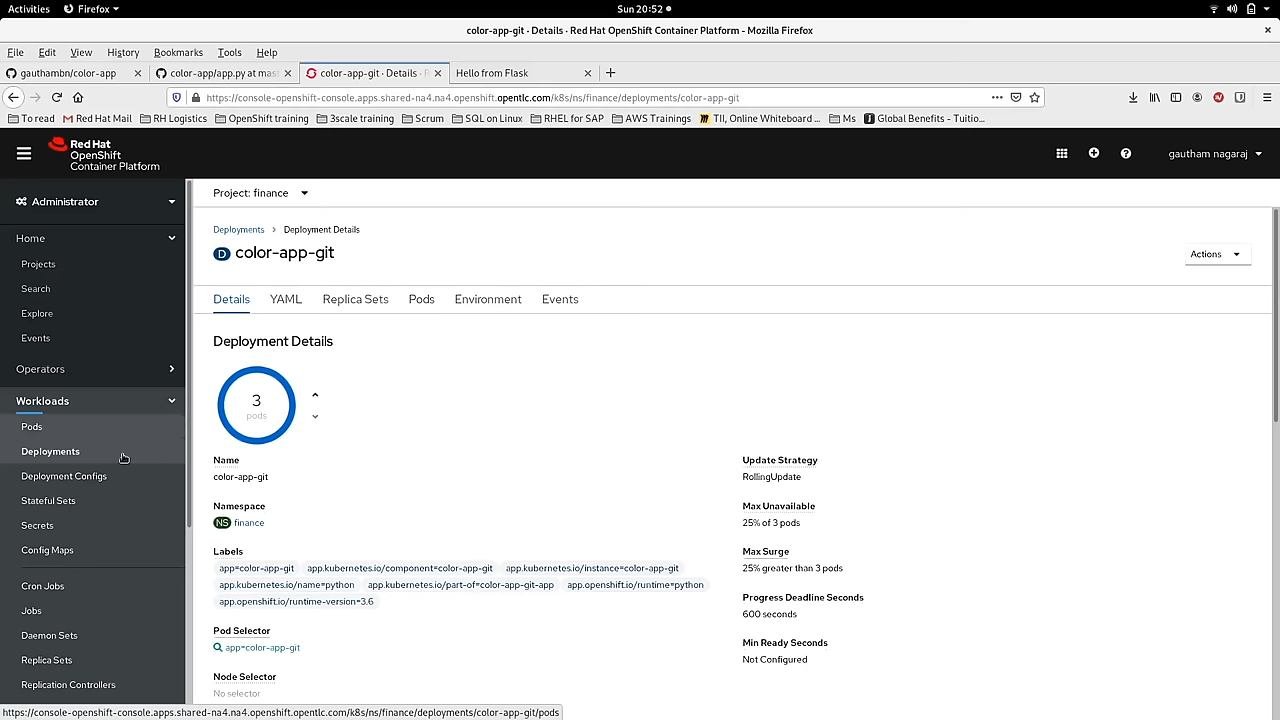 Activities Firefox Sun 20:52
color-app-git · Details · Red Hat OpenShift Container Platform - Mozilla Firefox
File Edit View History Bookmarks Tools Help
gauthambn/color-app color-app/app.py at mas color-app-git · Details · R Hello from Flask
https://console-openshift-console.apps.shared-na4.na4.openshift.opentlc.com/k8s/ns/finance/deployments/color-app-git
To read Red Hat Mail RH Logistics OpenShift training 3scale training Scrum SQL on Linux RHEL for SAP AWS Trainings TII, Online Whiteboard ... Ms Global Benefits - Tuitio...
Red Hat
OpenShift
Container Platform
gautham nagaraj
Administrator
Home
Projects
Search
Explore
Events
Operators
Workloads
Pods
Deployments
Deployment Configs
Stateful Sets
Secrets
Config Maps
Cron Jobs
Jobs
Daemon Sets
Replica Sets
Replication Controllers
Project: finance
Deployments > Deployment Details
D color-app-git
Actions
Details YAML Replica Sets Pods Environment Events
Deployment Details
3
pods
Name
color-app-git
Namespace
NS finance
Labels
app=color-app-git app.kubernetes.io/component=color-app-git app.kubernetes.io/instance=color-app-git
app.kubernetes.io/name=python app.kubernetes.io/part-of=color-app-git-app app.openshift.io/runtime=python
app.openshift.io/runtime-version=3.6
Pod Selector
app=color-app-git
Node Selector
No selector
Update Strategy
RollingUpdate
Max Unavailable
25% of 3 pods
Max Surge
25% greater than 3 pods
Progress Deadline Seconds
600 seconds
Min Ready Seconds
Not Configured
https://console-openshift-console.apps.shared-na4.na4.openshift.opentlc.com/k8s/ns/finance/deployments/color-app-git/pods